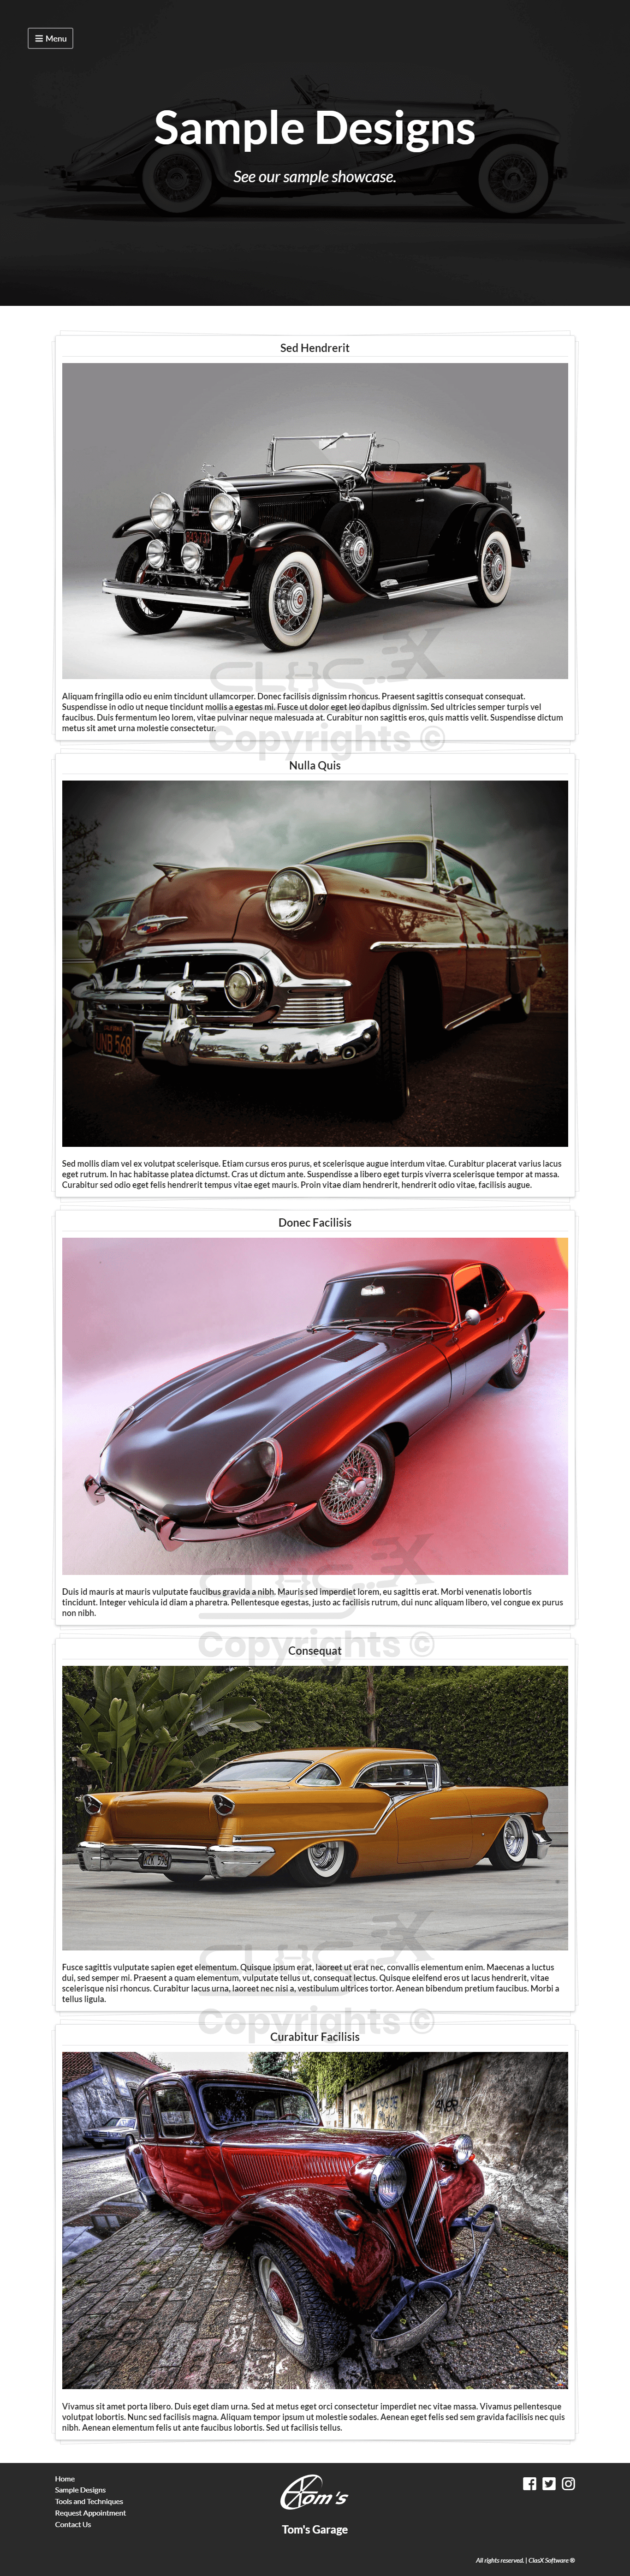 Menu
Sample Designs
See our sample showcase.
Sed Hendrerit
Aliquam fringilla odio eu enim tincidunt ullamcorper. Donec facilisis dignissim rhoncus. Praesent sagittis consequat consequat.
Suspendisse in odio ut neque tincidunt mollis a egestas mi. Fusce ut dolor eget leo dapibus dignissim. Sed ultricies semper turpis vel
faucibus. Duis fermentum leo lorem, vitae pulvinar neque malesuada at. Curabitur non sagittis eros, quis mattis velit. Suspendisse dictum
metus sit amet urna molestie consectetur.
CLASX
Copyrights ©
Nulla Quis
CALIFORNIA
UNB 568
Sed mollis diam vel ex volutpat scelerisque. Etiam cursus eros purus, et scelerisque augue interdum vitae. Curabitur placerat varius lacus
eget rutrum. In hac habitasse platea dictumst. Cras ut dictum ante. Suspendisse a libero eget turpis viverra scelerisque tempor at massa.
Curabitur sed odio eget felis hendrerit tempus vitae eget mauris. Proin vitae diam hendrerit, hendrerit odio vitae, facilisis augue.
Donec Facilisis
Duis id mauris at mauris vulputate faucibus gravida a nibh. Mauris sed imperdiet lorem, eu sagittis erat. Morbi venenatis lobortis
tincidunt. Integer vehicula id diam a pharetra. Pellentesque egestas, justo ac facilisis rutrum, dui nunc aliquam libero, vel congue ex purus
non nibh.
CLASX
Copyrights ©
Consequat
Fusce sagittis vulputate sapien eget elementum. Quisque ipsum erat, laoreet ut erat nec, convallis elementum enim. Maecenas a luctus
dui, sed semper mi. Praesent a quam elementum, vulputate tellus ut, consequat lectus. Quisque eleifend eros ut lacus hendrerit, vitae
scelerisque nisi rhoncus. Curabitur lacus urna, laoreet nec nisi a, vestibulum ultrices tortor. Aenean bibendum pretium faucibus. Morbi a
tellus ligula.
CLASX
Copyrights ©
Curabitur Facilisis
Vivamus sit amet porta libero. Duis eget diam urna. Sed at metus eget orci consectetur imperdiet nec vitae massa. Vivamus pellentesque
volutpat lobortis. Nunc sed facilisis magna. Aliquam tempor ipsum ut molestie sodales. Aenean eget felis sed sem gravida facilisis nec quis
nibh. Aenean elementum felis ut ante faucibus lobortis. Sed ut facilisis tellus.
Home
Sample Designs
Tools and Techniques
Request Appointment
Contact Us
Tom's
Tom's Garage
All rights reserved. | ClasX Software ®